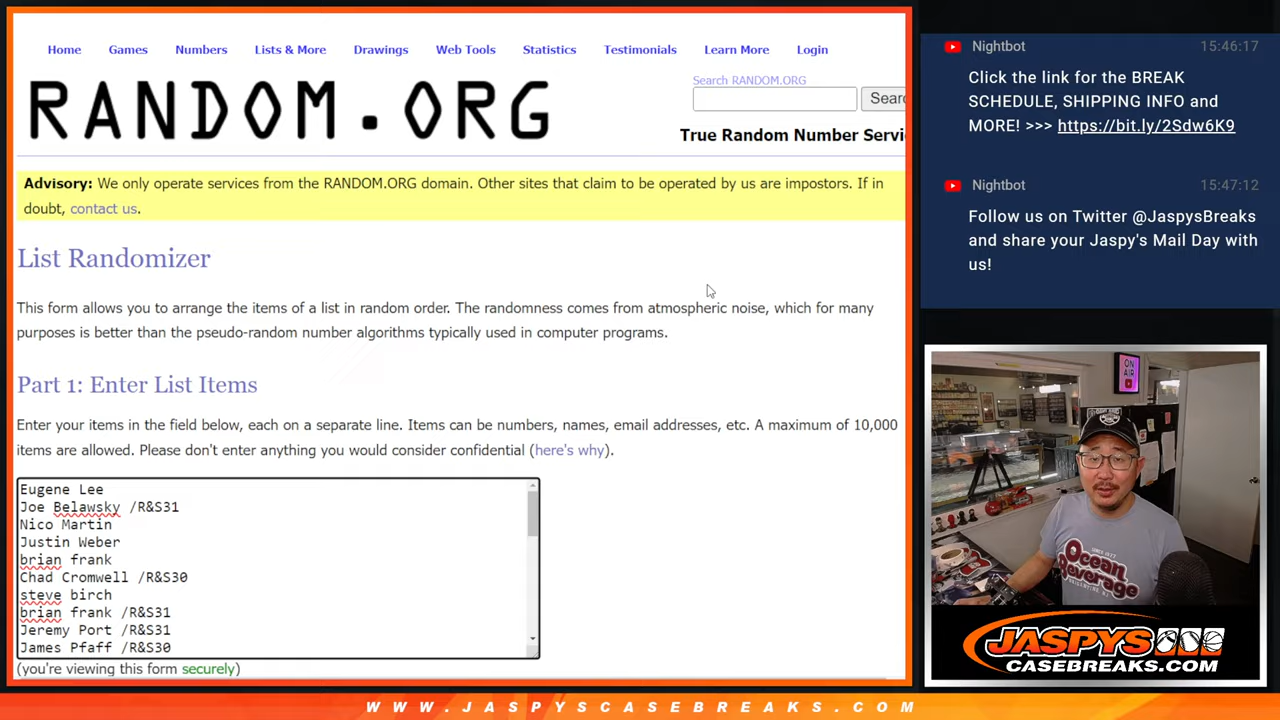 Home Games Numbers Lists & More Drawings Web Tools Statistics Testimonials Learn More Login
RANDOM.ORG
Search RANDOM.ORG
Sear
True Random Number Servi
Advisory: We only operate services from the RANDOM.ORG domain. Other sites that claim to be operated by us are impostors. If in
doubt, contact us.
List Randomizer
This form allows you to arrange the items of a list in random order. The randomness comes from atmospheric noise, which for many
purposes is better than the pseudo-random number algorithms typically used in computer programs.
Part 1: Enter List Items
Enter your items in the field below, each on a separate line. Items can be numbers, names, email addresses, etc. A maximum of 10,000
items are allowed. Please don't enter anything you would consider confidential (here's why).
Eugene Lee
Joe Belawsky /R&S31
Nico Martin
Justin Weber
brian frank
Chad Cromwell /R&S30
steve birch
brian frank /R&S31
Jeremy Port /R&S31
James Pfaff /R&S30
(you're viewing this form securely)
Nightbot 15:46:17
Click the link for the BREAK
SCHEDULE, SHIPPING INFO and
MORE! >>> https://bit.ly/2Sdw6K9
Nightbot 15:47:12
Follow us on Twitter @JaspysBreaks
and share your Jaspy's Mail Day with
us!
ON
AIR
Ocean
Beverage
JASPYS
CASEBREAKS.COM
WWW.JASPYSCASEBREAKS.COM